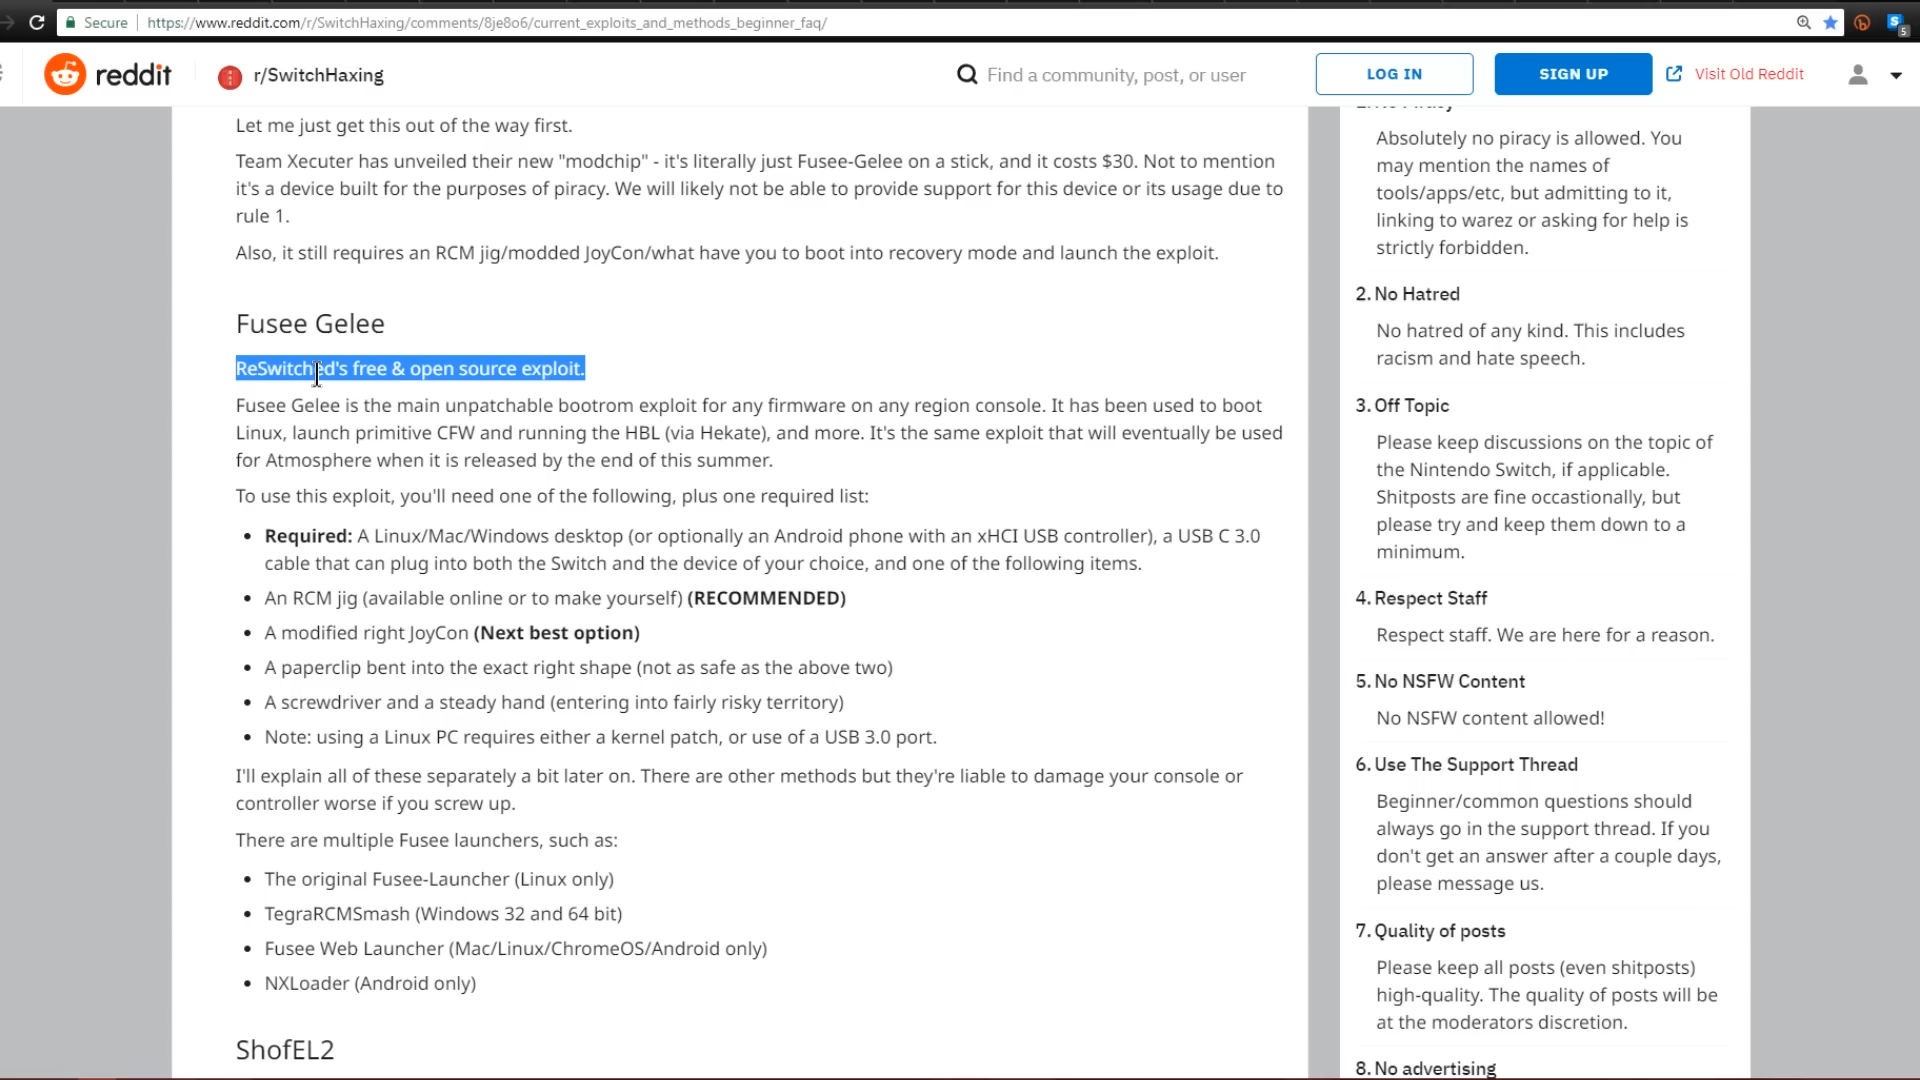 Secure https://www.reddit.com/r/SwitchHaxing/comments/8je8o6/current_exploits_and_methods_beginner_faq/
5
reddit r/SwitchHaxing Find a community, post, or user LOG IN SIGN UP Visit Old Reddit
Let me just get this out of the way first.
Team Xecuter has unveiled their new "modchip" - it's literally just Fusee-Gelee on a stick, and it costs $30. Not to mention
it's a device built for the purposes of piracy. We will likely not be able to provide support for this device or its usage due to
rule 1.
Also, it still requires an RCM jig/modded JoyCon/what have you to boot into recovery mode and launch the exploit.
Fusee Gelee
ReSwitched's free & open source exploit.
Fusee Gelee is the main unpatchable bootrom exploit for any firmware on any region console. It has been used to boot
Linux, launch primitive CFW and running the HBL (via Hekate), and more. It's the same exploit that will eventually be used
for Atmosphere when it is released by the end of this summer.
To use this exploit, you'll need one of the following, plus one required list:
• Required: A Linux/Mac/Windows desktop (or optionally an Android phone with an xHCI USB controller), a USB C 3.0
cable that can plug into both the Switch and the device of your choice, and one of the following items.
• An RCM jig (available online or to make yourself) (RECOMMENDED)
• A modified right JoyCon (Next best option)
• A paperclip bent into the exact right shape (not as safe as the above two)
• A screwdriver and a steady hand (entering into fairly risky territory)
• Note: using a Linux PC requires either a kernel patch, or use of a USB 3.0 port.
I'll explain all of these separately a bit later on. There are other methods but they're liable to damage your console or
controller worse if you screw up.
There are multiple Fusee launchers, such as:
• The original Fusee-Launcher (Linux only)
• TegraRCMSmash (Windows 32 and 64 bit)
• Fusee Web Launcher (Mac/Linux/ChromeOS/Android only)
• NXLoader (Android only)
ShofEL2
1. No Piracy
Absolutely no piracy is allowed. You
may mention the names of
tools/apps/etc, but admitting to it,
linking to warez or asking for help is
strictly forbidden.
2. No Hatred
No hatred of any kind. This includes
racism and hate speech.
3. Off Topic
Please keep discussions on the topic of
the Nintendo Switch, if applicable.
Shitposts are fine occastionally, but
please try and keep them down to a
minimum.
4. Respect Staff
Respect staff. We are here for a reason.
5. No NSFW Content
No NSFW content allowed!
6. Use The Support Thread
Beginner/common questions should
always go in the support thread. If you
don't get an answer after a couple days,
please message us.
7. Quality of posts
Please keep all posts (even shitposts)
high-quality. The quality of posts will be
at the moderators discretion.
8. No advertising